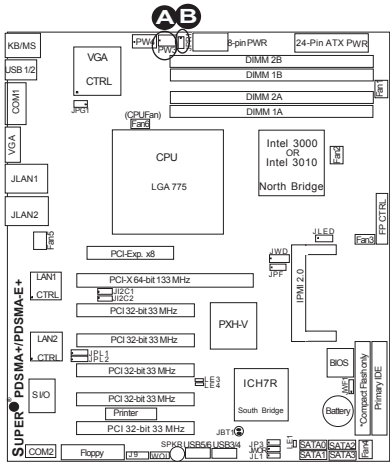 A B
KB/MS
USB 1/2
COM1
VGA
JLAN1
JLAN2
VGA
CTRL
JPG1
PW4
PW3
8-pin PWR
24-Pin ATX PWR
DIMM 2B
DIMM 1B
DIMM 2A
DIMM 1A
Fan1
(CPUFan)
Fan6
CPU
LGA 775
Intel 3000
OR
Intel 3010
North Bridge
Fan2
FP CTRL
Fan5
JLED
Fan3
PCI-Exp. x8
JWD
JPF
IPMI 2.0
LAN1
CTRL
PCI-X 64-bit 133 MHz
JI2C1
JI2C2
PCI 32-bit 33 MHz
PXH-V
SUPER® PDSMA+/PDSMA-E+
LAN2
CTRL
PCI 32-bit 33 MHz
JPL1
JPL2
BIOS
PCI 32-bit 33 MHz
LE3
LE4
JWF1
*Compact Flash only
Primary IDE
S I/O
PCI 32-bit 33 MHz
ICH7R
South Bridge
Printer
Battery
PCI 32-bit 33 MHz
JBT1
COM2
Floppy
J9
WOL
SPKR
USB5/6
USB3/4
JP3
JWOR
JL1
LE1
SATA0
SATA2
SATA1
SATA3